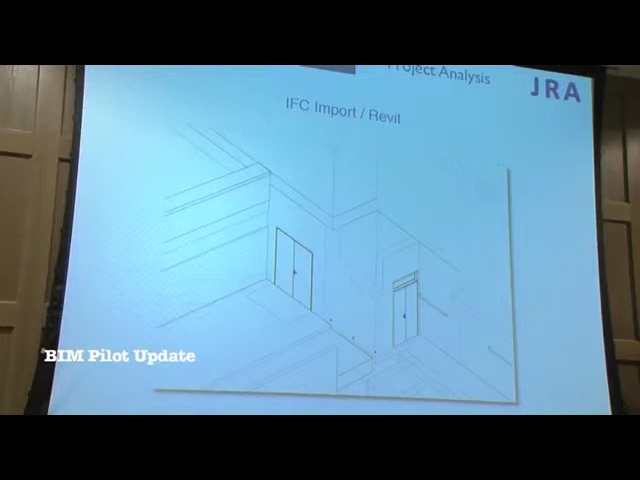 Project Analysis
JRA
IFC Import / Revit
BIM Pilot Update